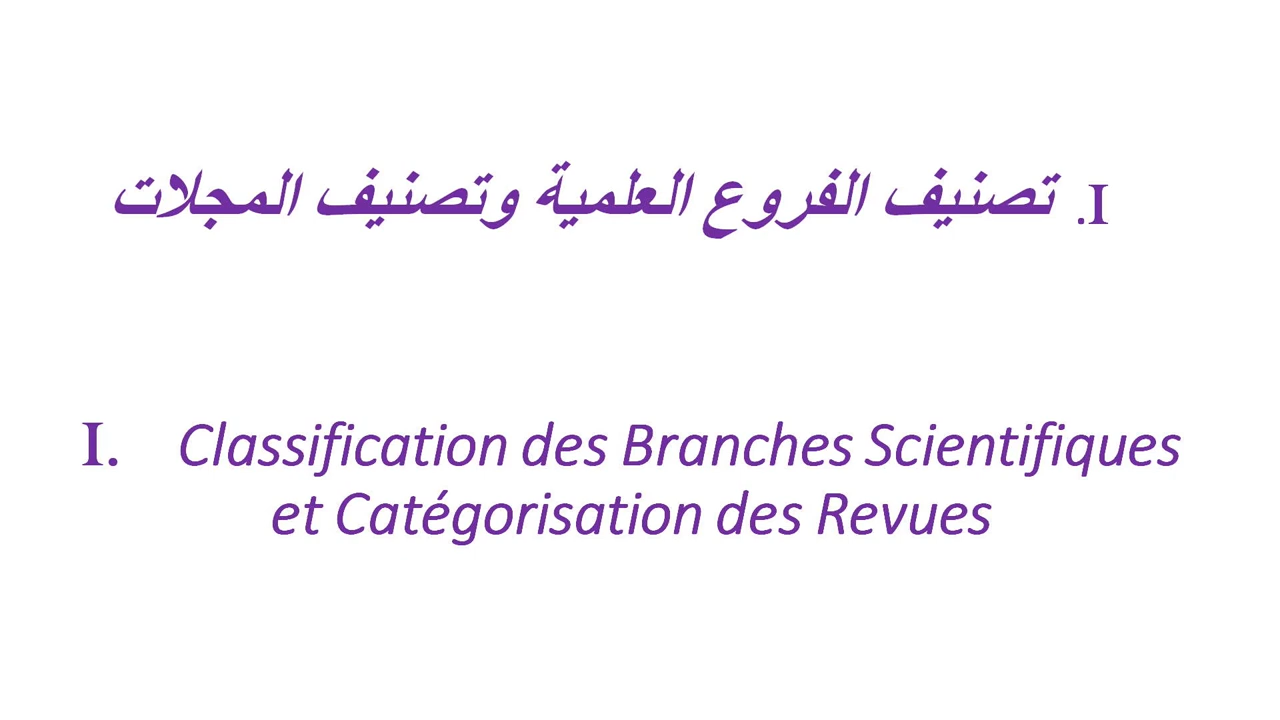 I. تصنيف الفروع العلمية وتصنيف المجلات
I. Classification des Branches Scientifiques
et Catégorisation des Revues